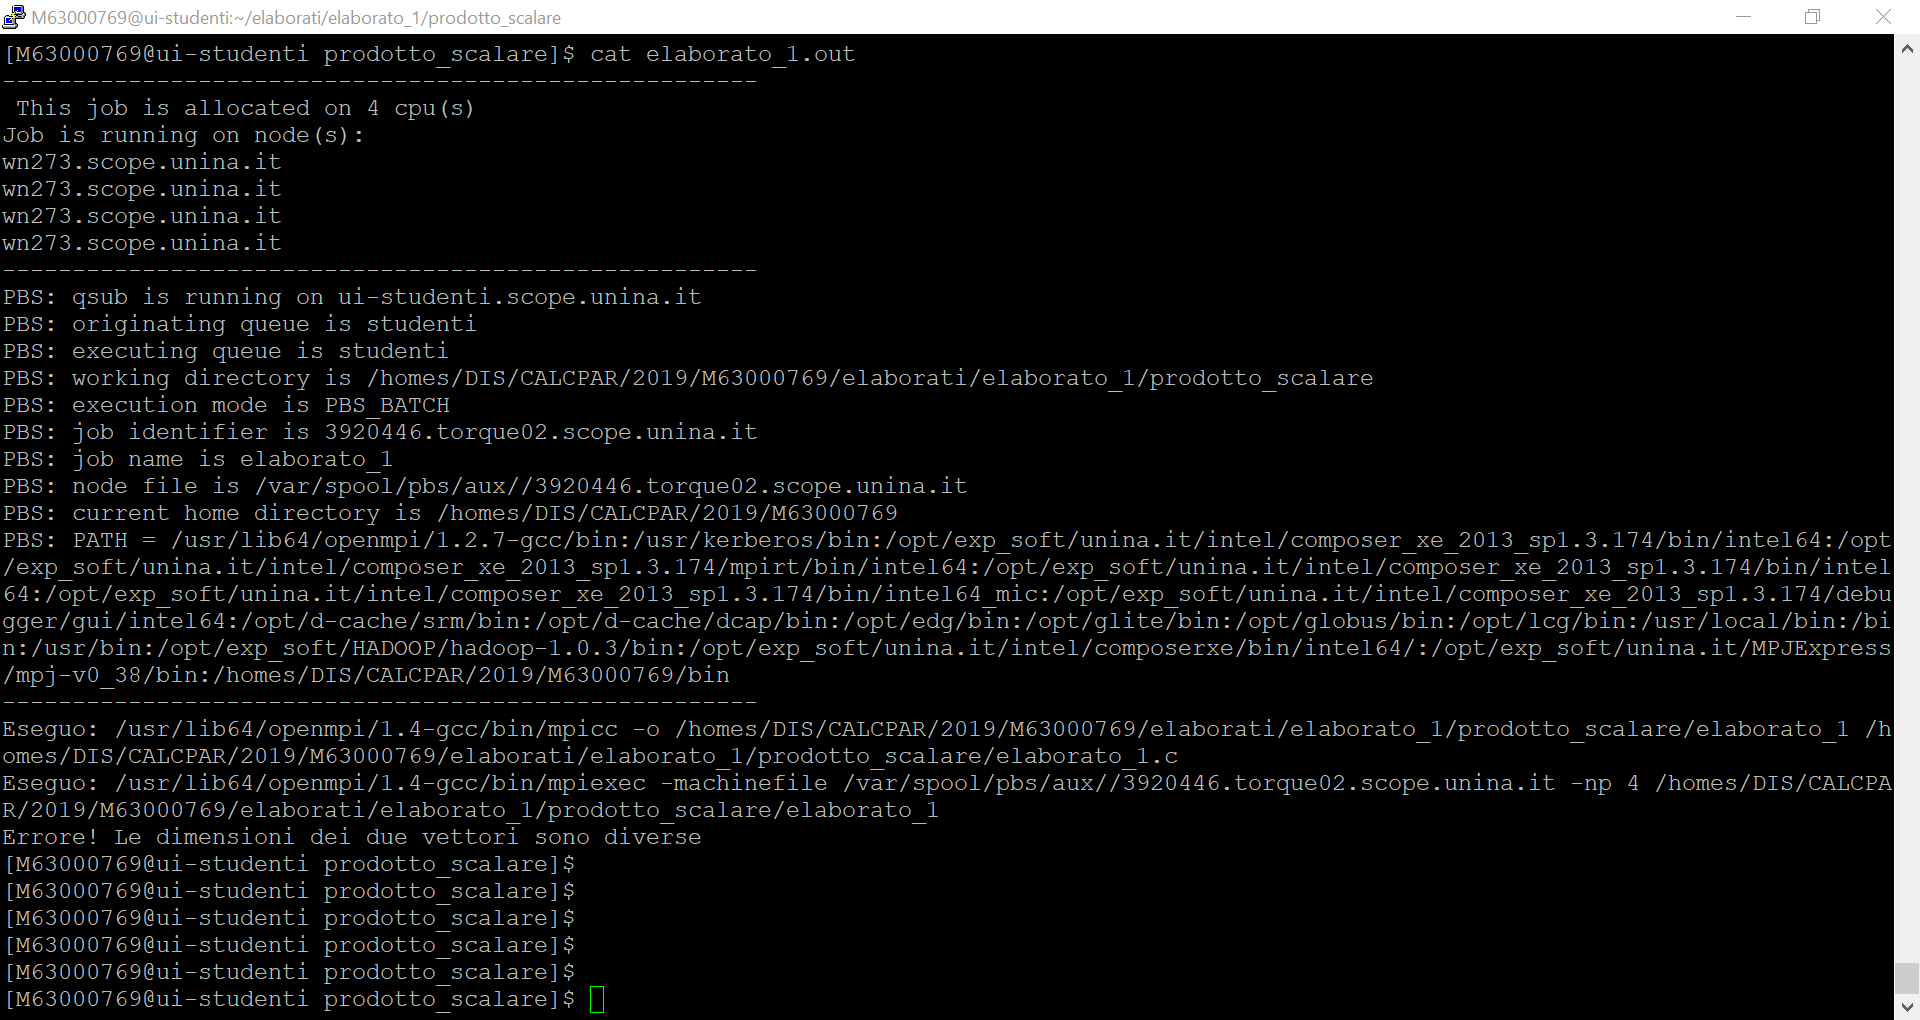 M63000769@ui-studenti:~/elaborati/elaborato_1/prodotto_scalare
[M63000769@ui-studenti prodotto_scalare]$ cat elaborato_1.out
------------------------------------------------------
 This job is allocated on 4 cpu(s)
Job is running on node(s):
wn273.scope.unina.it
wn273.scope.unina.it
wn273.scope.unina.it
wn273.scope.unina.it
------------------------------------------------------
PBS: qsub is running on ui-studenti.scope.unina.it
PBS: originating queue is studenti
PBS: executing queue is studenti
PBS: working directory is /homes/DIS/CALCPAR/2019/M63000769/elaborati/elaborato_1/prodotto_scalare
PBS: execution mode is PBS_BATCH
PBS: job identifier is 3920446.torque02.scope.unina.it
PBS: job name is elaborato_1
PBS: node file is /var/spool/pbs/aux//3920446.torque02.scope.unina.it
PBS: current home directory is /homes/DIS/CALCPAR/2019/M63000769
PBS: PATH = /usr/lib64/openmpi/1.2.7-gcc/bin:/usr/kerberos/bin:/opt/exp_soft/unina.it/intel/composer_xe_2013_sp1.3.174/bin/intel64:/opt
/exp_soft/unina.it/intel/composer_xe_2013_sp1.3.174/mpirt/bin/intel64:/opt/exp_soft/unina.it/intel/composer_xe_2013_sp1.3.174/bin/intel
64:/opt/exp_soft/unina.it/intel/composer_xe_2013_sp1.3.174/bin/intel64_mic:/opt/exp_soft/unina.it/intel/composer_xe_2013_sp1.3.174/debu
gger/gui/intel64:/opt/d-cache/srm/bin:/opt/d-cache/dcap/bin:/opt/edg/bin:/opt/glite/bin:/opt/globus/bin:/opt/lcg/bin:/usr/local/bin:/bi
n:/usr/bin:/opt/exp_soft/HADOOP/hadoop-1.0.3/bin:/opt/exp_soft/unina.it/intel/composerxe/bin/intel64/:/opt/exp_soft/unina.it/MPJExpress
/mpj-v0_38/bin:/homes/DIS/CALCPAR/2019/M63000769/bin
------------------------------------------------------
Eseguo: /usr/lib64/openmpi/1.4-gcc/bin/mpicc -o /homes/DIS/CALCPAR/2019/M63000769/elaborati/elaborato_1/prodotto_scalare/elaborato_1 /h
omes/DIS/CALCPAR/2019/M63000769/elaborati/elaborato_1/prodotto_scalare/elaborato_1.c
Eseguo: /usr/lib64/openmpi/1.4-gcc/bin/mpiexec -machinefile /var/spool/pbs/aux//3920446.torque02.scope.unina.it -np 4 /homes/DIS/CALCPA
R/2019/M63000769/elaborati/elaborato_1/prodotto_scalare/elaborato_1
Errore! Le dimensioni dei due vettori sono diverse
[M63000769@ui-studenti prodotto_scalare]$
[M63000769@ui-studenti prodotto_scalare]$
[M63000769@ui-studenti prodotto_scalare]$
[M63000769@ui-studenti prodotto_scalare]$
[M63000769@ui-studenti prodotto_scalare]$
[M63000769@ui-studenti prodotto_scalare]$